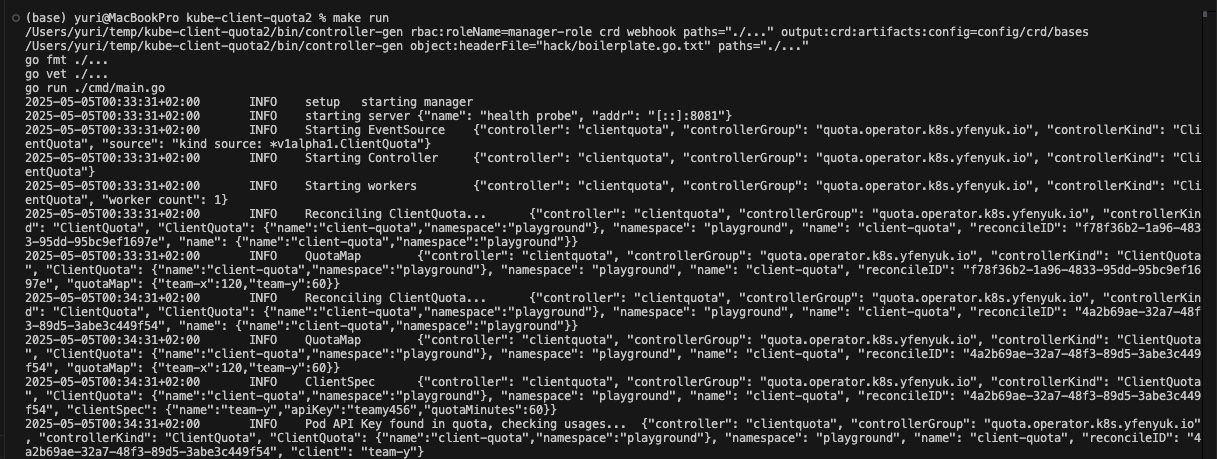 (base) yuri@MacBookPro kube-client-quota2 % make run
/Users/yuri/temp/kube-client-quota2/bin/controller-gen rbac:roleName=manager-role crd webhook paths="./..." output:crd:artifacts:config=config/crd/bases
/Users/yuri/temp/kube-client-quota2/bin/controller-gen object:headerFile="hack/boilerplate.go.txt" paths="./..."
go fmt ./...
go vet ./...
go run ./cmd/main.go
2025-05-05T00:33:31+02:00 INFO setup starting manager
2025-05-05T00:33:31+02:00 INFO starting server {"name": "health probe", "addr": "[::]:8081"}
2025-05-05T00:33:31+02:00 INFO Starting EventSource {"controller": "clientquota", "controllerGroup": "quota.operator.k8s.yfenyuk.io", "controllerKind": "Cli
entQuota", "source": "kind source: *v1alpha1.ClientQuota"}
2025-05-05T00:33:31+02:00 INFO Starting Controller {"controller": "clientquota", "controllerGroup": "quota.operator.k8s.yfenyuk.io", "controllerKind": "Cli
entQuota"}
2025-05-05T00:33:31+02:00 INFO Starting workers {"controller": "clientquota", "controllerGroup": "quota.operator.k8s.yfenyuk.io", "controllerKind": "Cli
entQuota", "worker count": 1}
2025-05-05T00:33:31+02:00 INFO Reconciling ClientQuota... {"controller": "clientquota", "controllerGroup": "quota.operator.k8s.yfenyuk.io", "controllerKin
d": "ClientQuota", "ClientQuota": {"name":"client-quota","namespace":"playground"}, "namespace": "playground", "name": "client-quota", "reconcileID": "f78f36b2-1a96-483
3-95dd-95bc9ef1697e", "name": {"name":"client-quota","namespace":"playground"}}
2025-05-05T00:33:31+02:00 INFO QuotaMap {"controller": "clientquota", "controllerGroup": "quota.operator.k8s.yfenyuk.io", "controllerKind": "ClientQuota
", "ClientQuota": {"name":"client-quota","namespace":"playground"}, "namespace": "playground", "name": "client-quota", "reconcileID": "f78f36b2-1a96-4833-95dd-95bc9ef16
97e", "quotaMap": {"team-x":120,"team-y":60}}
2025-05-05T00:34:31+02:00 INFO Reconciling ClientQuota... {"controller": "clientquota", "controllerGroup": "quota.operator.k8s.yfenyuk.io", "controllerKin
d": "ClientQuota", "ClientQuota": {"name":"client-quota","namespace":"playground"}, "namespace": "playground", "name": "client-quota", "reconcileID": "4a2b69ae-32a7-48f
3-89d5-3abe3c449f54", "name": {"name":"client-quota","namespace":"playground"}}
2025-05-05T00:34:31+02:00 INFO QuotaMap {"controller": "clientquota", "controllerGroup": "quota.operator.k8s.yfenyuk.io", "controllerKind": "ClientQuota
", "ClientQuota": {"name":"client-quota","namespace":"playground"}, "namespace": "playground", "name": "client-quota", "reconcileID": "4a2b69ae-32a7-48f3-89d5-3abe3c449
f54", "quotaMap": {"team-x":120,"team-y":60}}
2025-05-05T00:34:31+02:00 INFO ClientSpec {"controller": "clientquota", "controllerGroup": "quota.operator.k8s.yfenyuk.io", "controllerKind": "ClientQuota
", "ClientQuota": {"name":"client-quota","namespace":"playground"}, "namespace": "playground", "name": "client-quota", "reconcileID": "4a2b69ae-32a7-48f3-89d5-3abe3c449
f54", "clientSpec": {"name":"team-y","apiKey":"teamy456","quotaMinutes":60}}
2025-05-05T00:34:31+02:00 INFO Pod API Key found in quota, checking usages... {"controller": "clientquota", "controllerGroup": "quota.operator.k8s.yfenyuk.io"
, "controllerKind": "ClientQuota", "ClientQuota": {"name":"client-quota","namespace":"playground"}, "namespace": "playground", "name": "client-quota", "reconcileID": "4
a2b69ae-32a7-48f3-89d5-3abe3c449f54", "client": "team-y"}